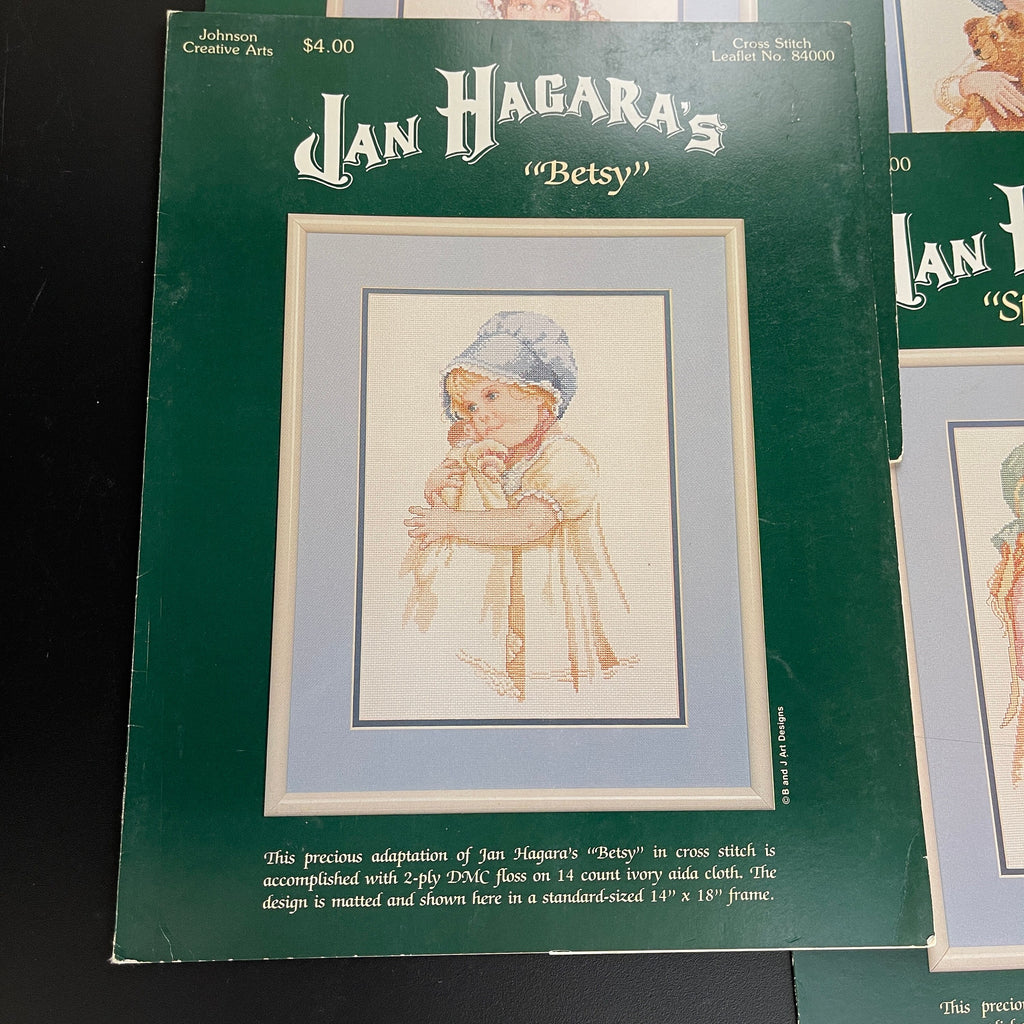 Johnson
Creative Arts
$4.00
Cross Stitch
Leaflet No. 84000
JAN HAGARA'S
"Betsy"
© B and J Art Designs
This precious adaptation of Jan Hagara's "Betsy" in cross stitch is
accomplished with 2-ply DMC floss on 14 count ivory aida cloth. The
design is matted and shown here in a standard-sized 14" x 18" frame.
00
JAN
This